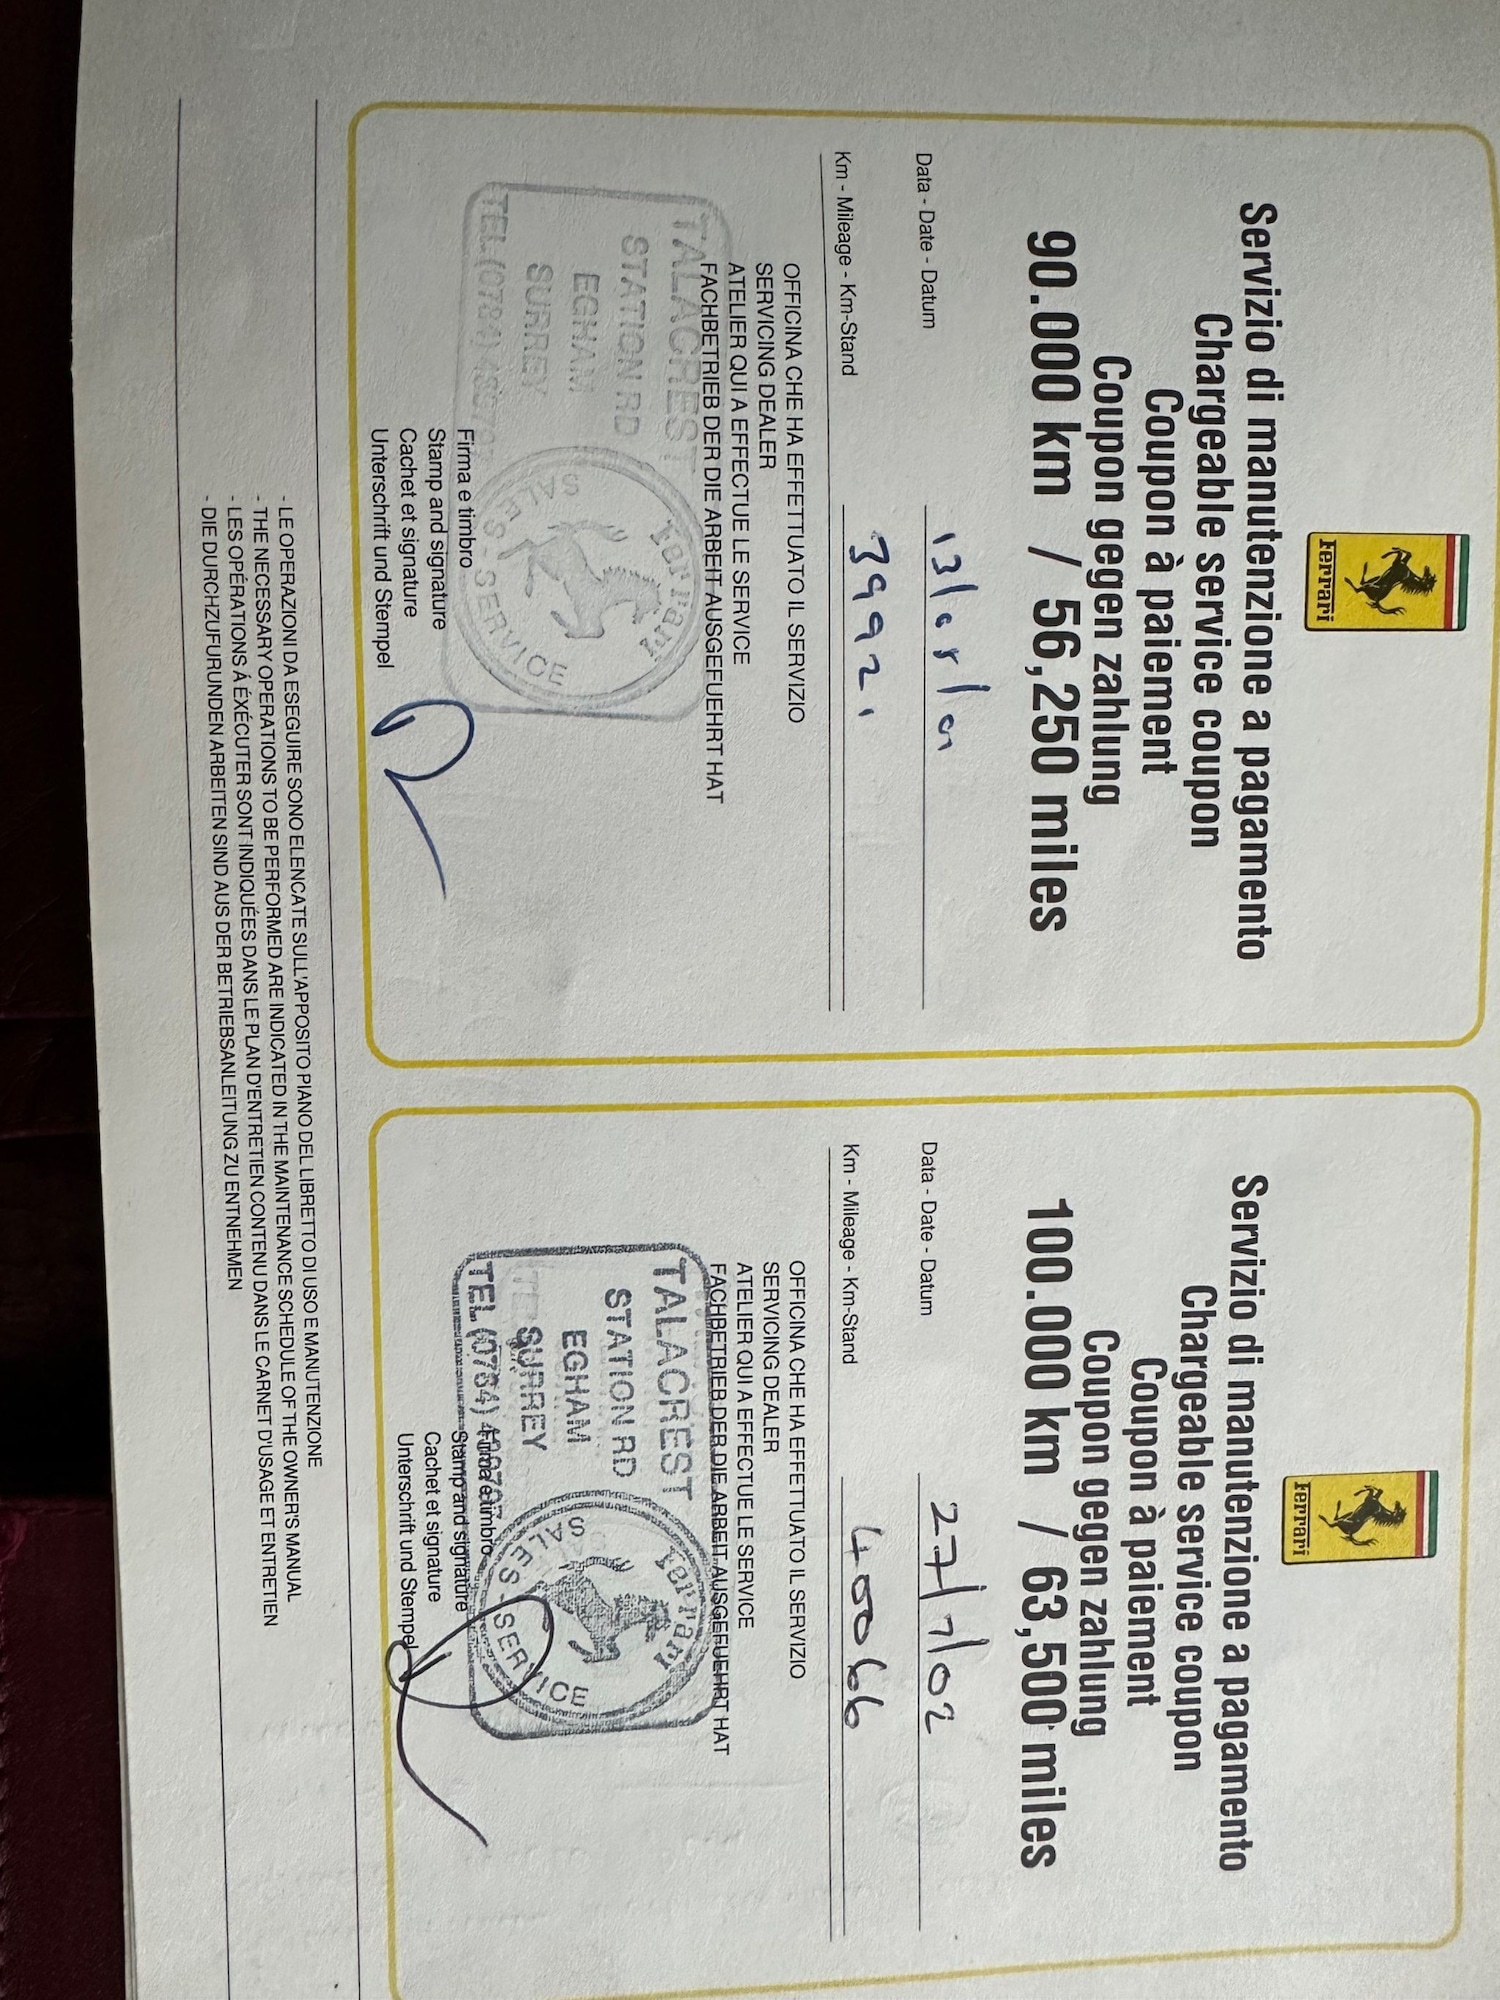 Ferrari
Servizio di manutenzione a pagamento
Chargeable service coupon
Coupon à paiement
Coupon gegen zahlung
90.000 km / 56,250 miles
Data - Date - Datum
Km - Mileage - Km-Stand 39921
OFFICINA CHE HA EFFETTUATO IL SERVIZIO
SERVICING DEALER
ATELIER QUI A EFFECTUE LE SERVICE
FACHBETRIEB DER DIE ARBEIT AUSGEFUEHRT HAT
TALACREST
STATION RD
EGHAM
SURREY
TEL (0784)
Ferrari
SALES-SERVICE
Firma e timbro
Stamp and signature
Cachet et signature
Unterschrift und Stempel
Ferrari
Servizio di manutenzione a pagamento
Chargeable service coupon
Coupon à paiement
Coupon gegen zahlung
100.000 km / 63,500 miles
Data - Date - Datum 27/7/02
Km - Mileage - Km-Stand 40066
OFFICINA CHE HA EFFETTUATO IL SERVIZIO
SERVICING DEALER
ATELIER QUI A EFFECTUE LE SERVICE
FACHBETRIEB DER DIE ARBEIT AUSGEFUEHRT HAT
TALACREST
STATION RD
EGHAM
SURREY
TEL (0784)
Ferrari
SALES-SERVICE
Firma e timbro
Stamp and signature
Cachet et signature
Unterschrift und Stempel
- LE OPERAZIONI DA ESEGUIRE SONO ELENCATE SULL'APPOSITO PIANO DEL LIBRETTO DI USO E MANUTENZIONE
- THE NECESSARY OPERATIONS TO BE PERFORMED ARE INDICATED IN THE MAINTENANCE SCHEDULE OF THE OWNER'S MANUAL
- LES OPÉRATIONS À ÉXÉCUTER SONT INDIQUÉES DANS LE PLAN D'ENTRETIEN CONTENU DANS LE CARNET D'USAGE ET ENTRETIEN
- DIE DURCHZUFURUNDEN ARBEITEN SIND AUS DER BETRIEBSANLEITUNG ZU ENTNEHMEN